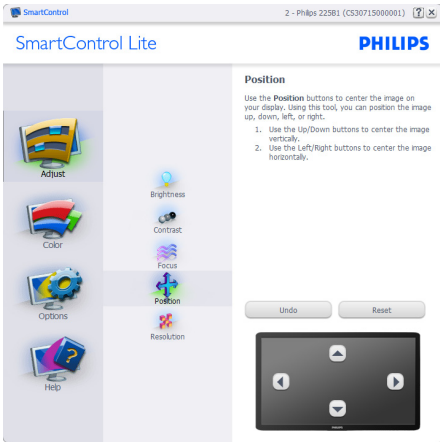 SmartControl
2 - Philips 225B1 (CS30715000001)
SmartControl Lite
PHILIPS
Adjust
Color
Options
Help
Brightness
Contrast
Focus
Position
Resolution
Position
Use the Position buttons to center the image on
your display. Using this tool, you can position the image
up, down, left, or right.
1. Use the Up/Down buttons to center the image
vertically.
2. Use the Left/Right buttons to center the image
horizontally.
Undo
Reset
PHILIPS